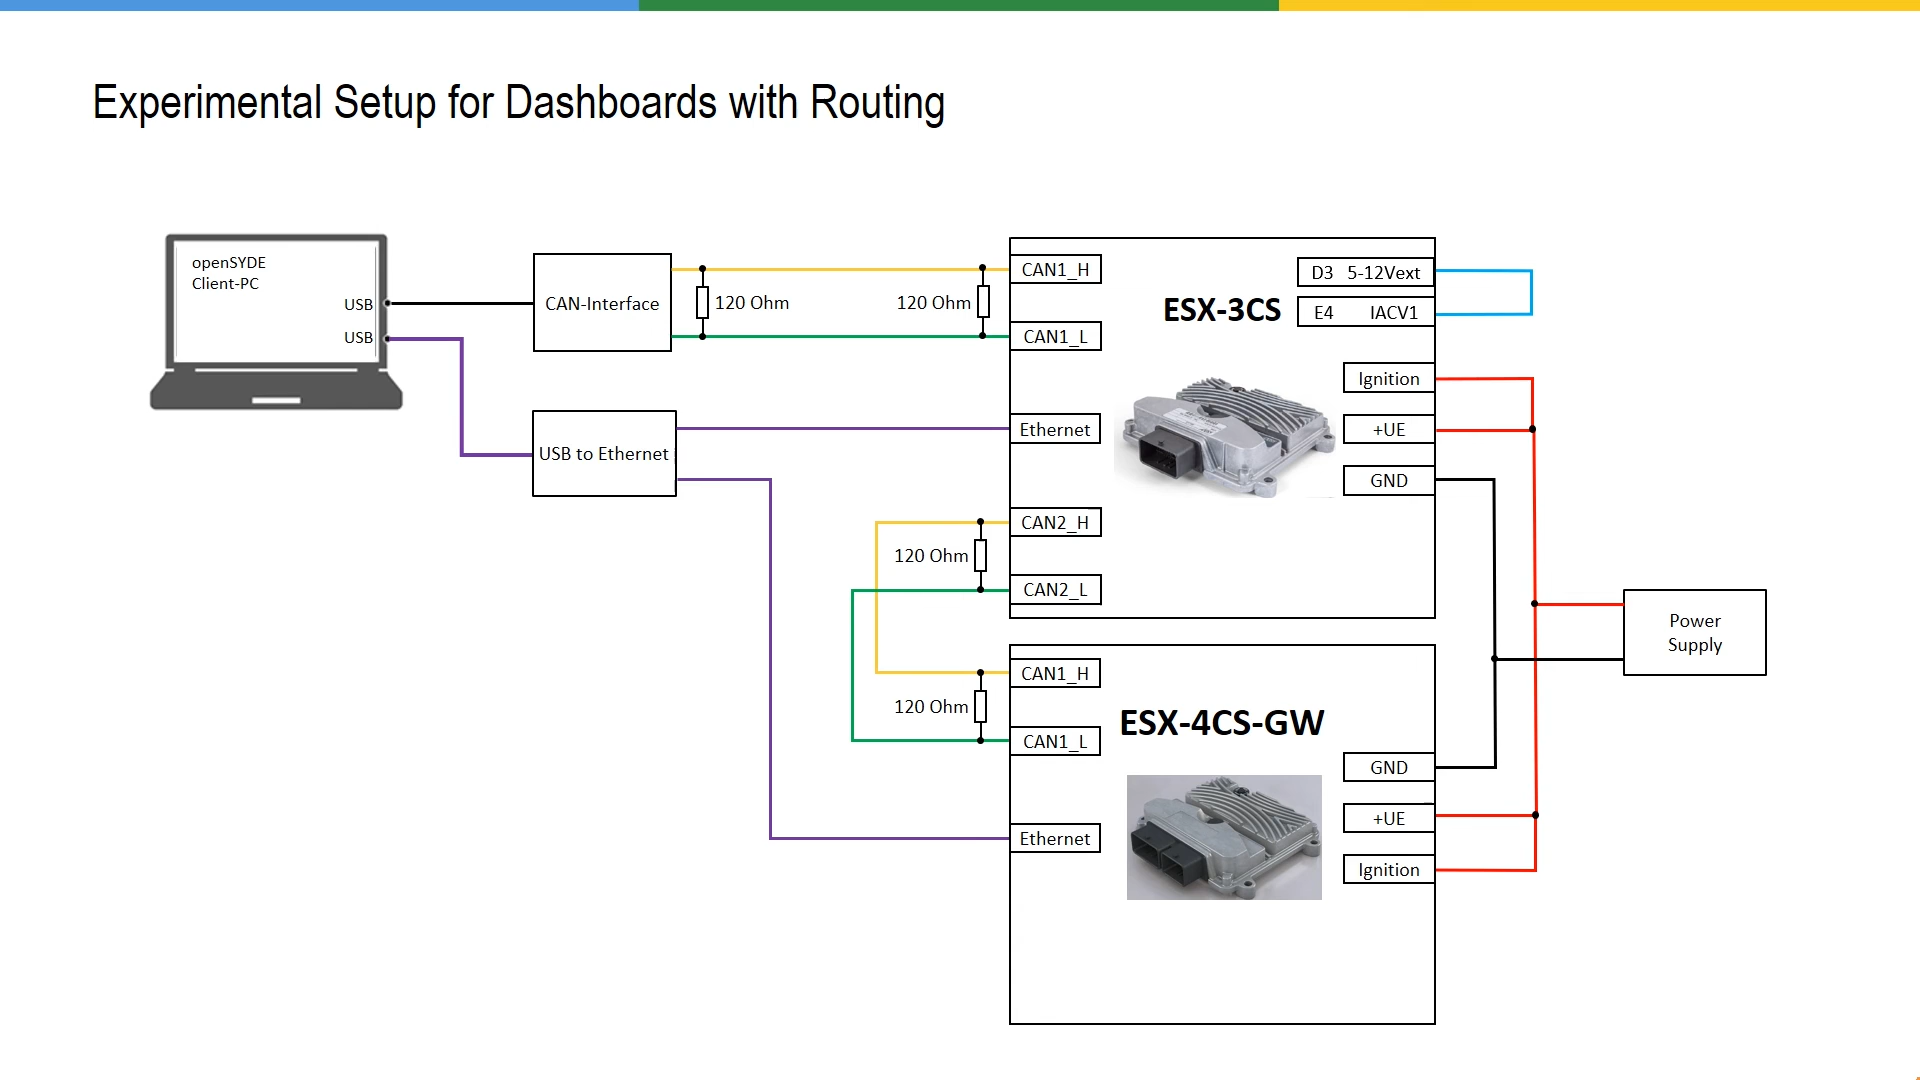 Experimental Setup for Dashboards with Routing
openSYDE
Client-PC
USB
USB
CAN-Interface
120 Ohm
120 Ohm
USB to Ethernet
CAN1_H
CAN1_L
Ethernet
CAN2_H
120 Ohm
CAN2_L
ESX-3CS
D3 5-12Vext
E4 IACV1
Ignition
+UE
GND
CAN1_H
120 Ohm
CAN1_L
Ethernet
ESX-4CS-GW
GND
+UE
Ignition
Power
Supply